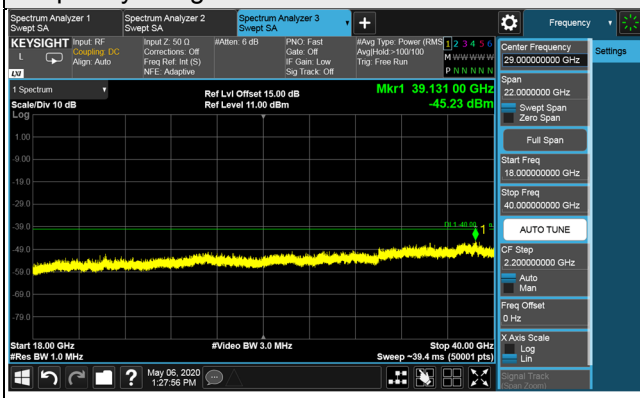 Spectrum Analyzer 1
Swept SA
Spectrum Analyzer 2
Swept SA
Spectrum Analyzer 3
Swept SA
Frequency
KEYSIGHT
L
LXI
Input: RF
Coupling: DC
Align: Auto
Input Z: 50 Ω
Corrections: Off
Freq Ref: Int (S)
NFE: Adaptive
#Atten: 6 dB
PNO: Fast
Gate: Off
IF Gain: Low
Sig Track: Off
#Avg Type: Power (RMS
Avg|Hold:>100/100
Trig: Free Run
1 2 3 4 5 6
M W W W W W
P N N N N N
1 Spectrum
Scale/Div 10 dB
Log
Ref Lvl Offset 15.00 dB
Ref Level 11.00 dBm
Mkr1 39.131 00 GHz
-45.23 dBm
1.00
-9.00
-19.0
-29.0
-39.0
-49.0
-59.0
-69.0
-79.0
DL1 -40.00
1
Start 18.00 GHz
#Res BW 1.0 MHz
#Video BW 3.0 MHz
Stop 40.00 GHz
Sweep ~39.4 ms (50001 pts)
May 06, 2020
1:27:56 PM
Center Frequency
29.000000000 GHz
Settings
Span
22.0000000 GHz
Swept Span
Zero Span
Full Span
Start Freq
18.000000000 GHz
Stop Freq
40.000000000 GHz
AUTO TUNE
CF Step
2.200000000 GHz
Auto
Man
Freq Offset
0 Hz
X Axis Scale
Log
Lin
Signal Track
(Span Zoom)